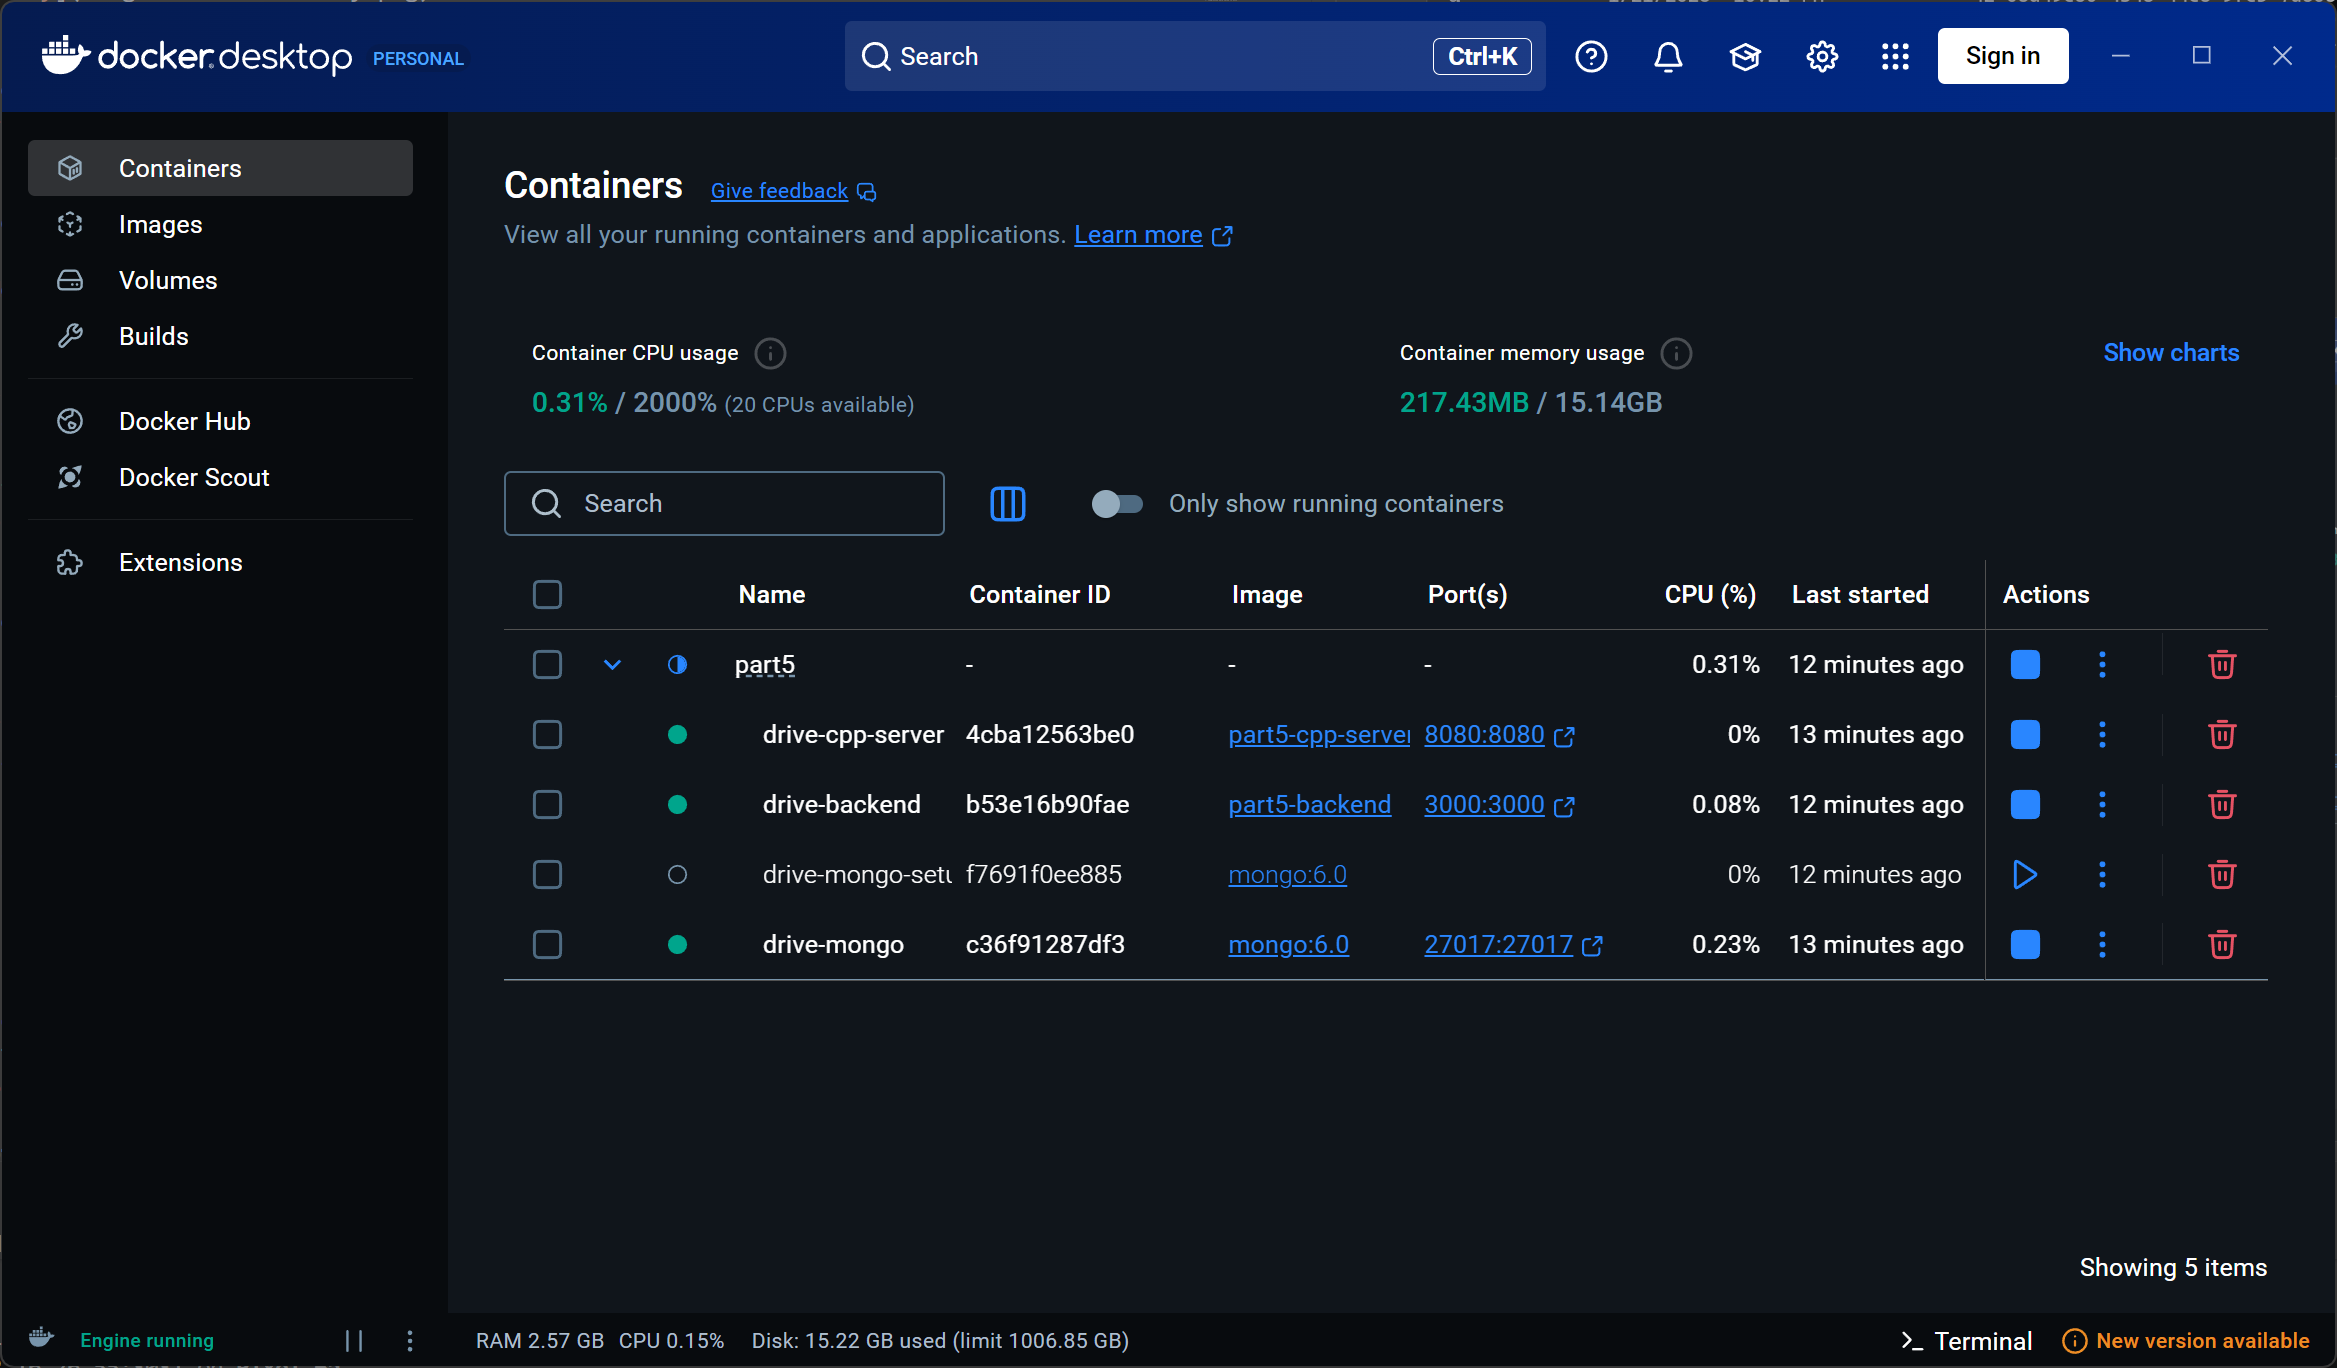 docker.desktop PERSONAL
Search Ctrl+K
Sign in
Containers
Images
Volumes
Builds
Docker Hub
Docker Scout
Extensions
Containers Give feedback
View all your running containers and applications. Learn more
Container CPU usage
0.31% / 2000% (20 CPUs available)
Container memory usage
217.43MB / 15.14GB
Show charts
Search
Only show running containers
Name Container ID Image Port(s) CPU (%) Last started Actions
part5 - - - 0.31% 12 minutes ago
drive-cpp-server 4cba12563be0 part5-cpp-server 8080:8080 0% 13 minutes ago
drive-backend b53e16b90fae part5-backend 3000:3000 0.08% 12 minutes ago
drive-mongo-setu f7691f0ee885 mongo:6.0 0% 12 minutes ago
drive-mongo c36f91287df3 mongo:6.0 27017:27017 0.23% 13 minutes ago
Showing 5 items
Engine running
RAM 2.57 GB CPU 0.15% Disk: 15.22 GB used (limit 1006.85 GB)
Terminal
New version available